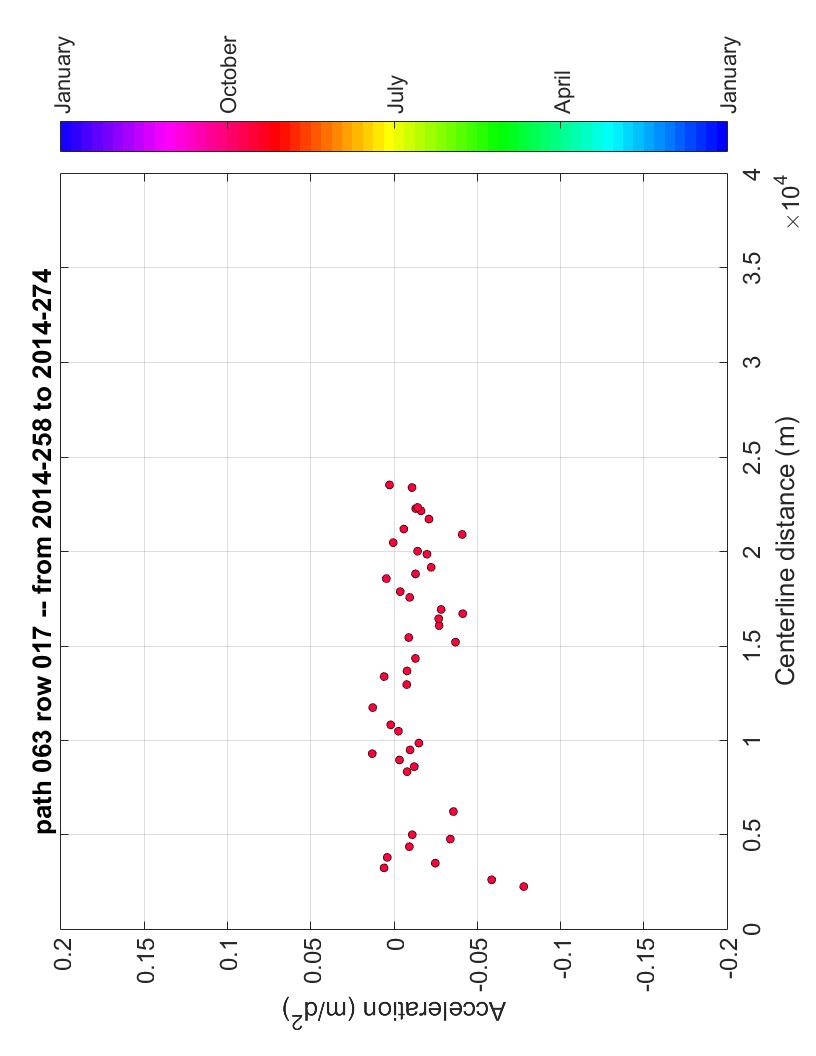 path 063 row 017 -- from 2014-258 to 2014-274
Acceleration (m/d²)
0.2
0.15
0.1
0.05
0
-0.05
-0.1
-0.15
-0.2
0
0.5
1
1.5
2
2.5
3
3.5
4
×10⁴
Centerline distance (m)
January
October
July
April
January